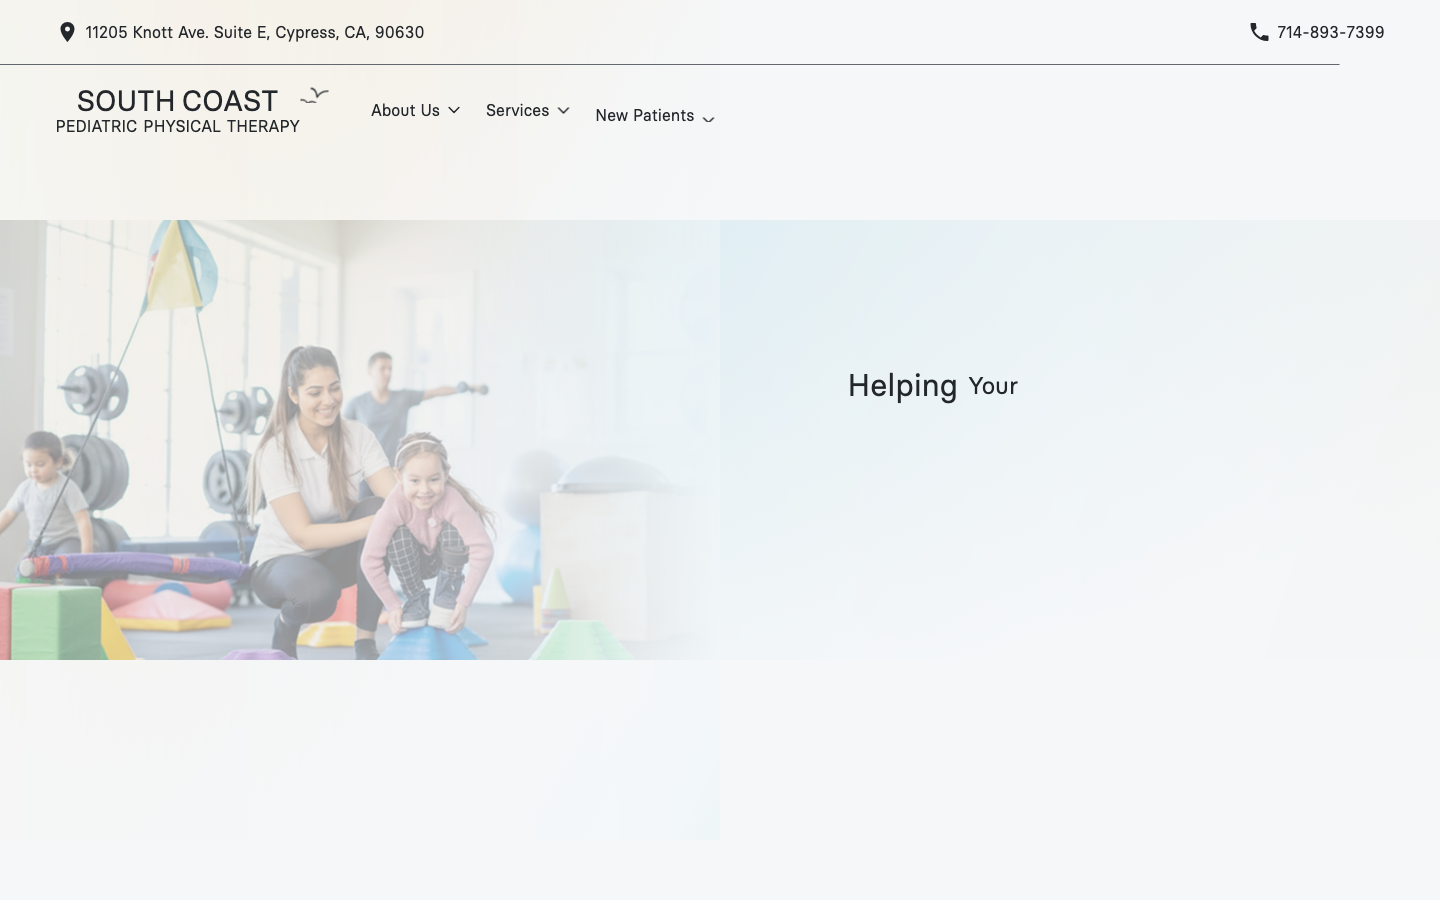 11205 Knott Ave. Suite E, Cypress, CA, 90630
714-893-7399
SOUTH COAST
PEDIATRIC PHYSICAL THERAPY
About Us
Services
New Patients
Helping Your